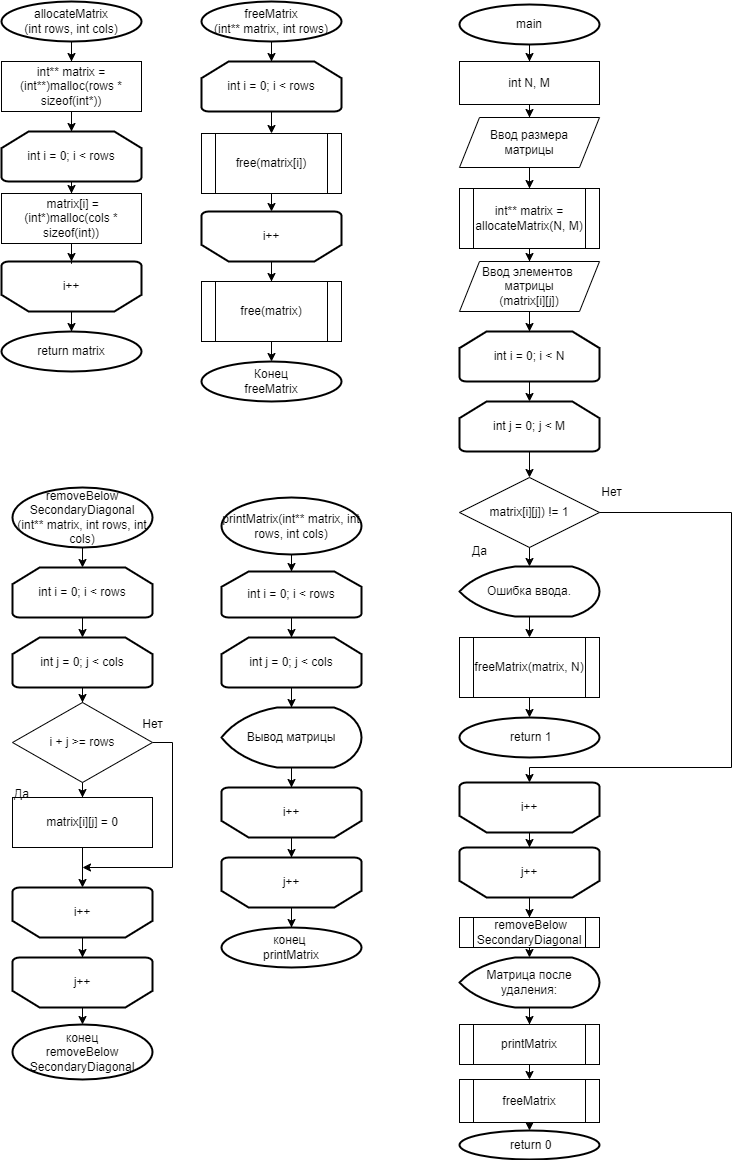 allocateMatrix
(int rows, int cols)
int** matrix =
(int**)malloc(rows *
sizeof(int*))
int i = 0; i < rows
matrix[i] =
(int*)malloc(cols *
sizeof(int))
i++
return matrix
freeMatrix
(int** matrix, int rows)
int i = 0; i < rows
free(matrix[i])
i++
free(matrix)
Конец
freeMatrix
main
int N, M
Ввод размера
матрицы
int** matrix =
allocateMatrix(N, M)
Ввод элементов
матрицы
(matrix[i][j])
int i = 0; i < N
int j = 0; j < M
matrix[i][j]) != 1
Нет
Да
Ошибка ввода.
freeMatrix(matrix, N)
return 1
i++
j++
removeBelow
SecondaryDiagonal
Матрица после
удаления:
printMatrix
freeMatrix
return 0
removeBelow
SecondaryDiagonal
(int** matrix, int rows, int
cols)
int i = 0; i < rows
int j = 0; j < cols
i + j >= rows
Нет
Да
matrix[i][j] = 0
i++
j++
конец
removeBelow
SecondaryDiagonal
printMatrix(int** matrix, int
rows, int cols)
int i = 0; i < rows
int j = 0; j < cols
Вывод матрицы
i++
j++
конец
printMatrix